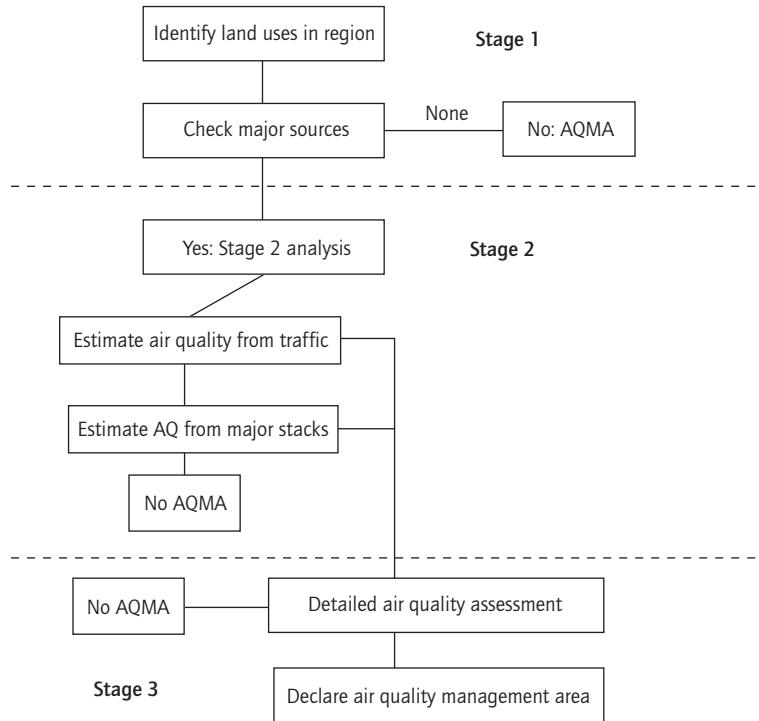 Identify land uses in region
Stage 1
Check major sources
None
No: AQMA
Yes: Stage 2 analysis
Stage 2
Estimate air quality from traffic
Estimate AQ from major stacks
No AQMA
No AQMA
Detailed air quality assessment
Stage 3
Declare air quality management area